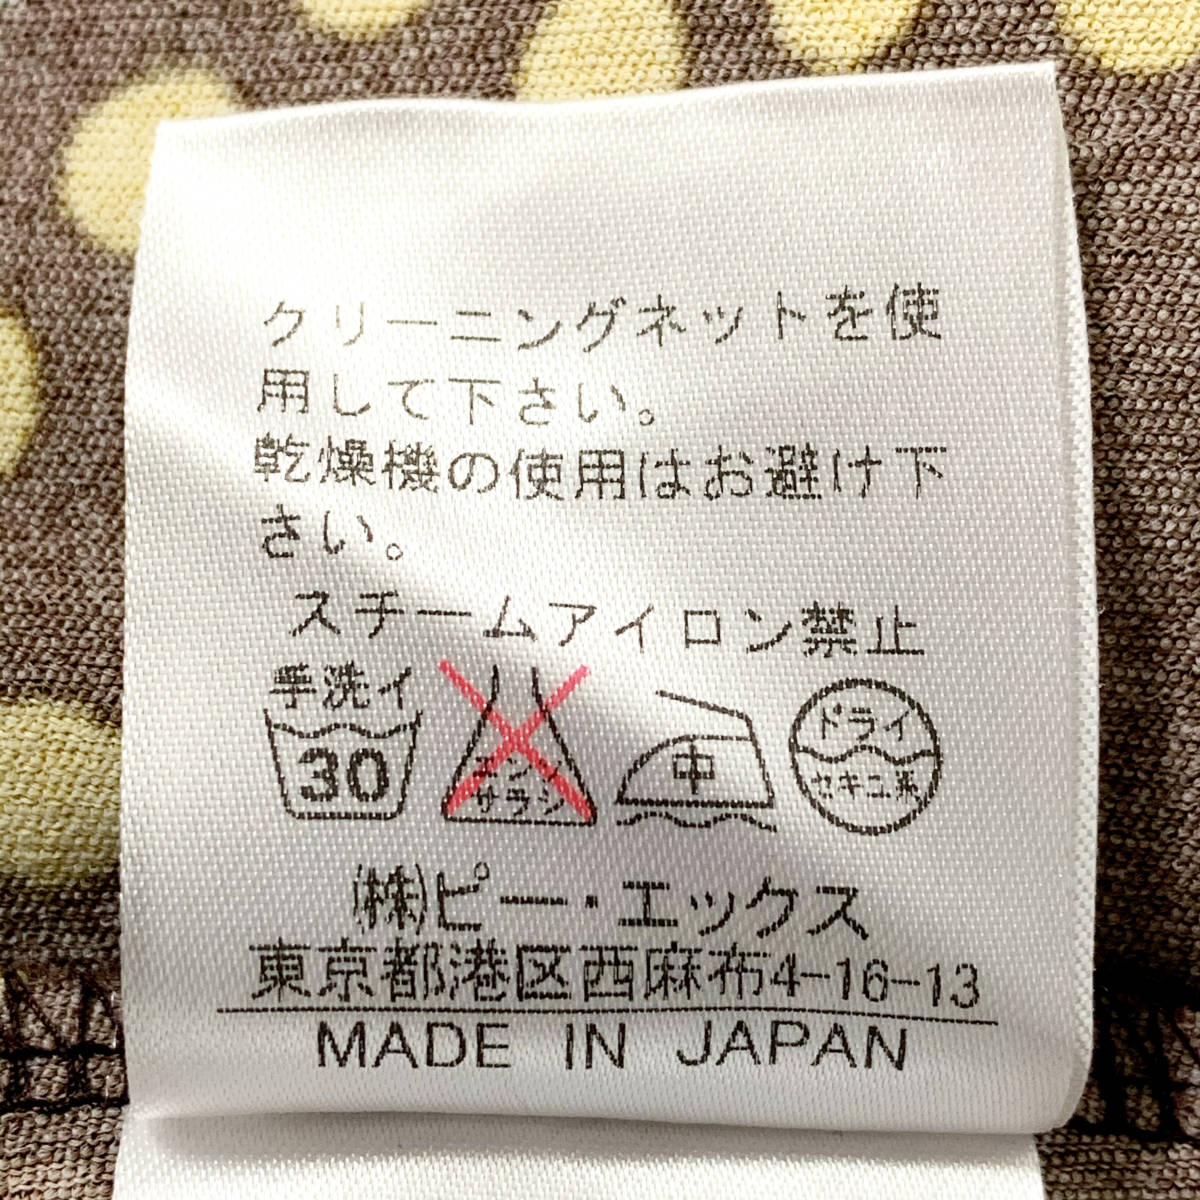 クリーニングネットを使
用して下さい。
乾燥機の使用はお避け下
さい。
スチームアイロン禁止
手洗イ
30
エンソ
サラシ
中
ドライ
セキユ系
㈱ピー・エックス
東京都港区西麻布4-16-13
MADE IN JAPAN